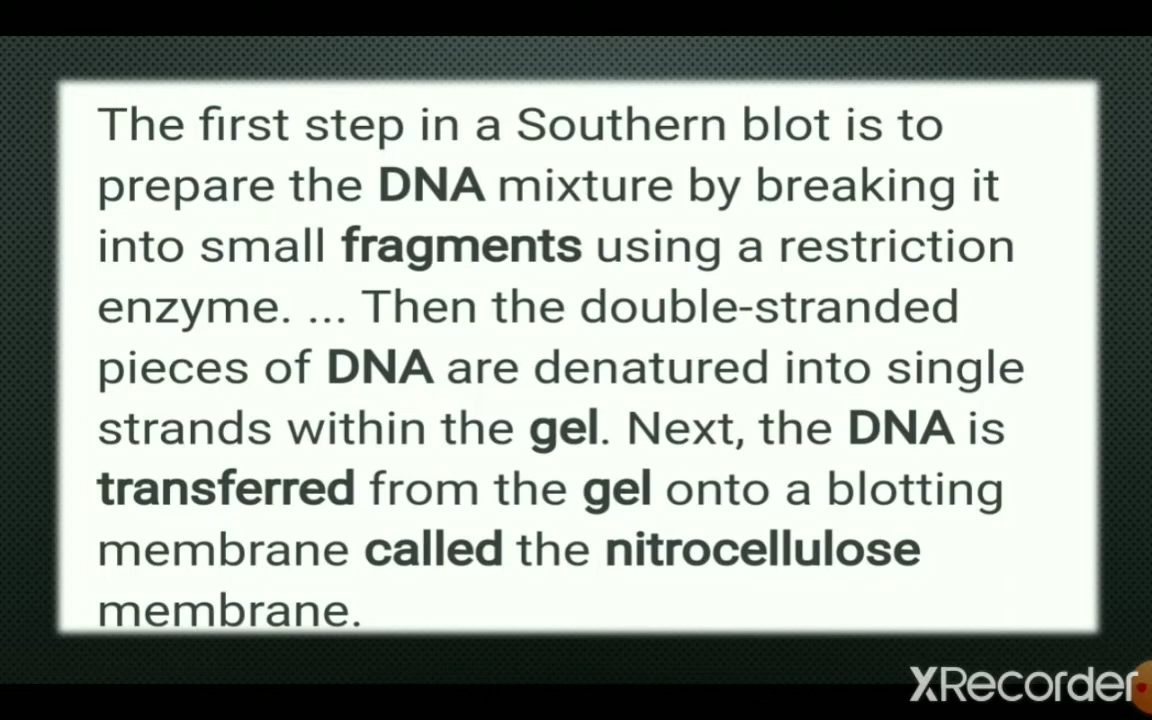 The first step in a Southern blot is to
prepare the DNA mixture by breaking it
into small fragments using a restriction
enzyme. ... Then the double-stranded
pieces of DNA are denatured into single
strands within the gel. Next, the DNA is
transferred from the gel onto a blotting
membrane called the nitrocellulose
membrane.
XRecorder